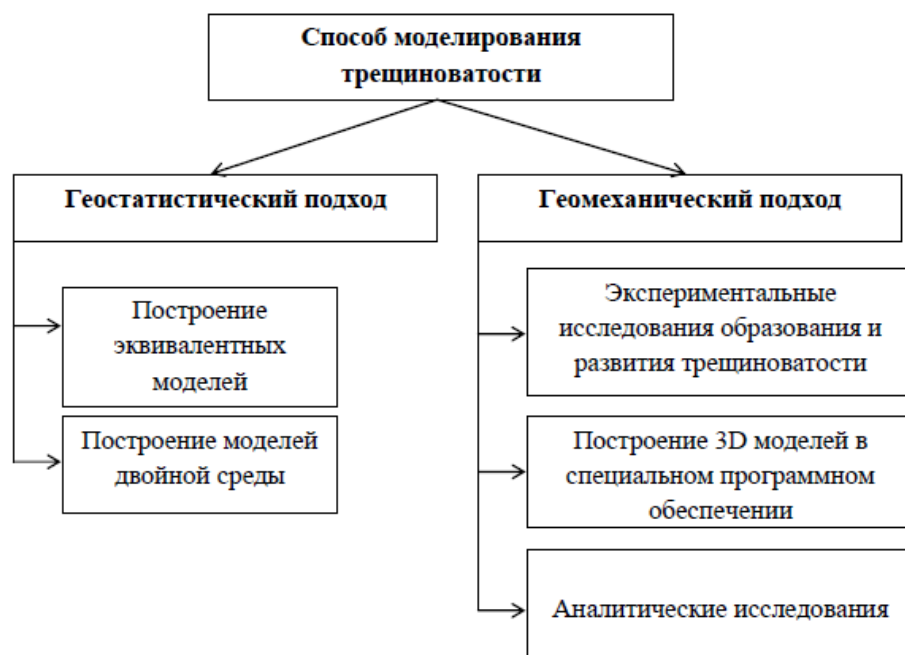 Способ моделирования
трещиноватости
Геостатистический подход
Построение
эквивалентных
моделей
Построение моделей
двойной среды
Геомеханический подход
Экспериментальные
исследования образования и
развития трещиноватости
Построение 3D моделей в
специальном программном
обеспечении
Аналитические исследования